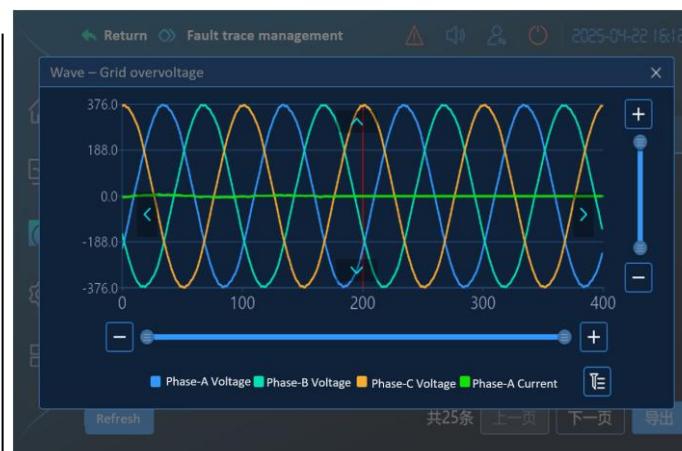 Return Fault trace management 2025-04-22 16:12
Wave – Grid overvoltage
376.0
188.0
0.0
-188.0
-376.0
0 100 200 300 400
Phase-A Voltage Phase-B Voltage Phase-C Voltage Phase-A Current
Refresh 共25条 上一页 下一页 导出